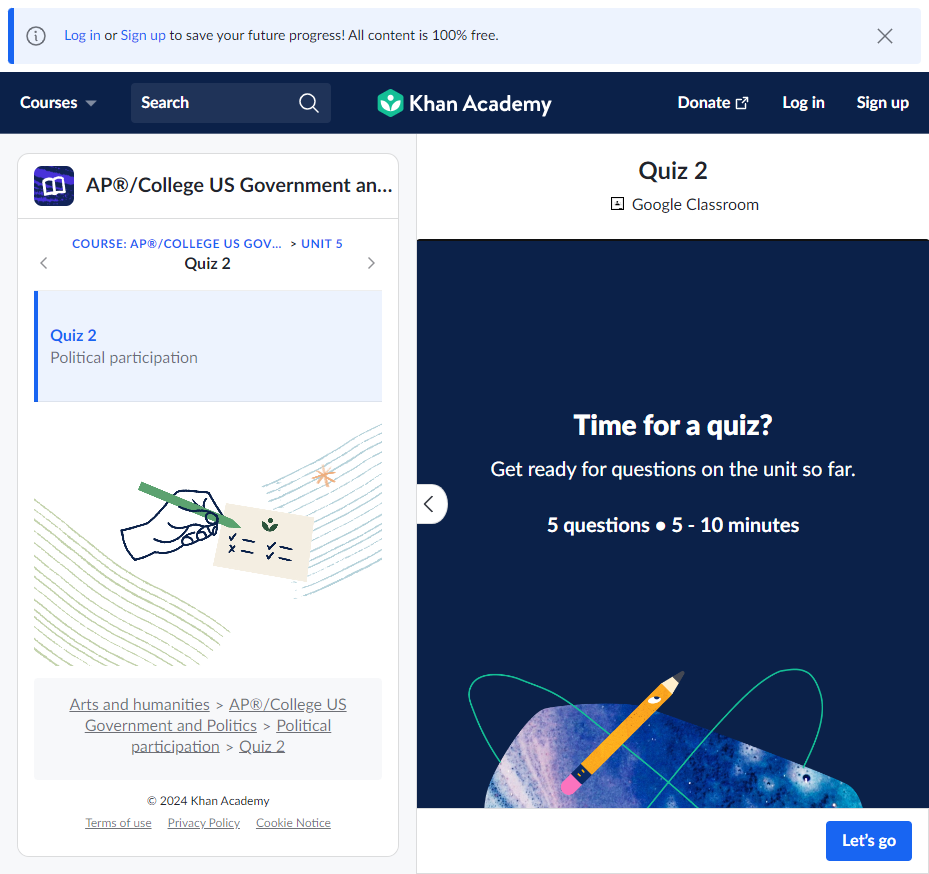 Log in or Sign up to save your future progress! All content is 100% free.
Courses
Search
Khan Academy
Donate
Log in
Sign up
AP®/College US Government an...
COURSE: AP®/COLLEGE US GOV... > UNIT 5
Quiz 2
Quiz 2
Political participation
Arts and humanities > AP®/College US
Government and Politics > Political
participation > Quiz 2
© 2024 Khan Academy
Terms of use Privacy Policy Cookie Notice
Quiz 2
Google Classroom
Time for a quiz?
Get ready for questions on the unit so far.
5 questions • 5 - 10 minutes
Let's go